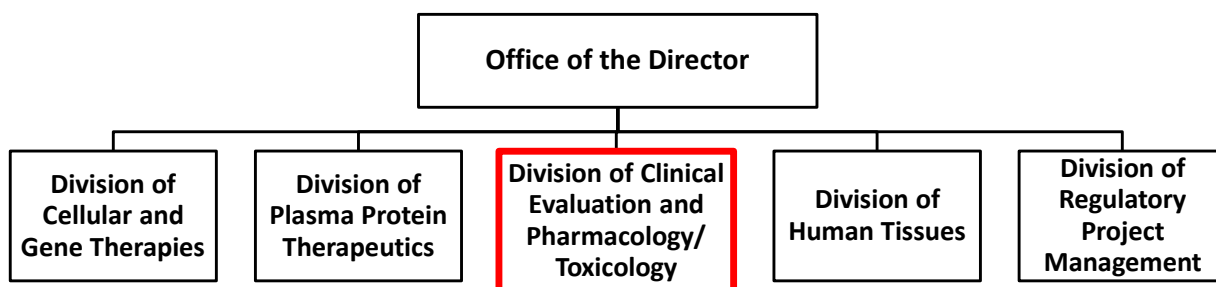 Office of the Director
Division of
Cellular and
Gene Therapies
Division of
Plasma Protein
Therapeutics
Division of Clinical
Evaluation and
Pharmacology/
Toxicology
Division of
Human Tissues
Division of
Regulatory
Project
Management